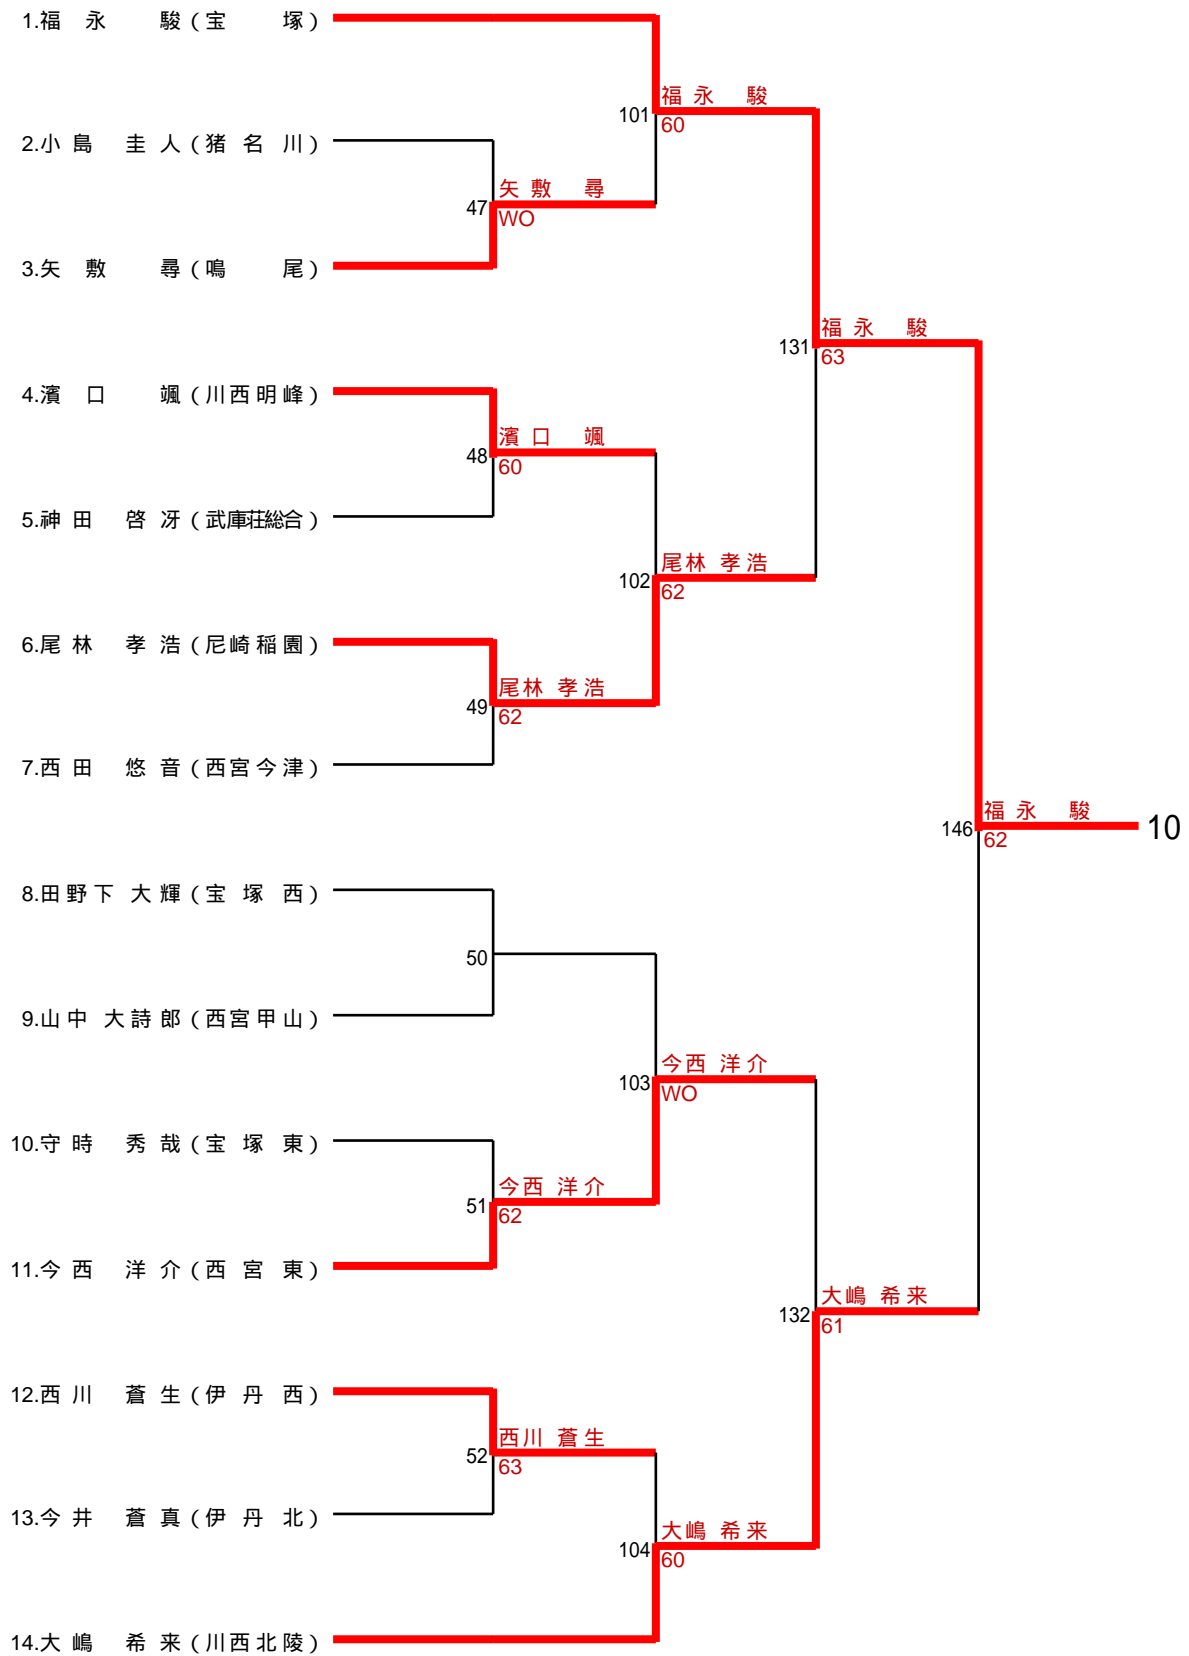 1.福永 駿(宝塚)
福永 駿
101
60
2.小島 圭人(猪名川)
矢敷 尋
47
WO
3.矢敷 尋(鳴尾)
福永 駿
131
63
4.濱口 颯(川西明峰)
濱口 颯
48
60
5.神田 啓冴(武庫荘総合)
尾林 孝浩
102
62
6.尾林 孝浩(尼崎稲園)
尾林 孝浩
49
62
7.西田 悠音(西宮今津)
福永 駿
146
62
10
8.田野下 大輝(宝塚西)
50
9.山中 大詩郎(西宮甲山)
今西 洋介
103
WO
10.守時 秀哉(宝塚東)
今西 洋介
51
62
11.今西 洋介(西宮東)
大嶋 希来
132
61
12.西川 蒼生(伊丹西)
西川 蒼生
52
63
13.今井 蒼真(伊丹北)
大嶋 希来
104
60
14.大嶋 希来(川西北陵)